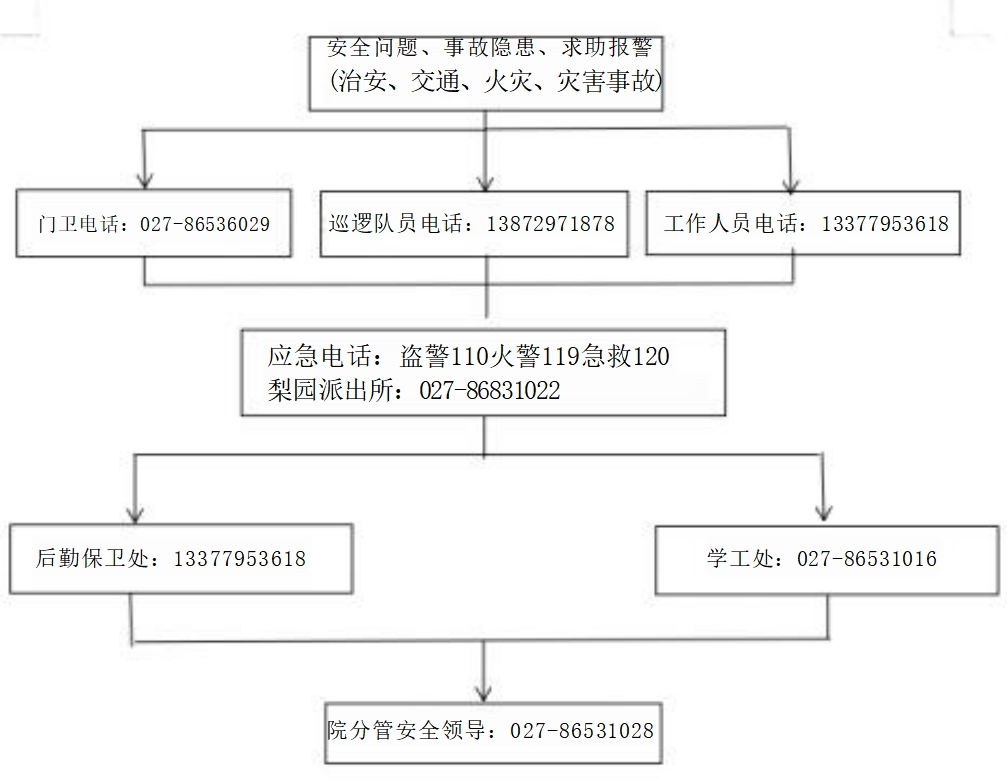 安全问题、事故隐患、求助报警
(治安、交通、火灾、灾害事故)
门卫电话：027-86536029
巡逻队员电话：13872971878
工作人员电话：13377953618
应急电话：盗警110火警119急救120
梨园派出所：027-86831022
后勤保卫处：13377953618
学工处：027-86531016
院分管安全领导：027-86531028